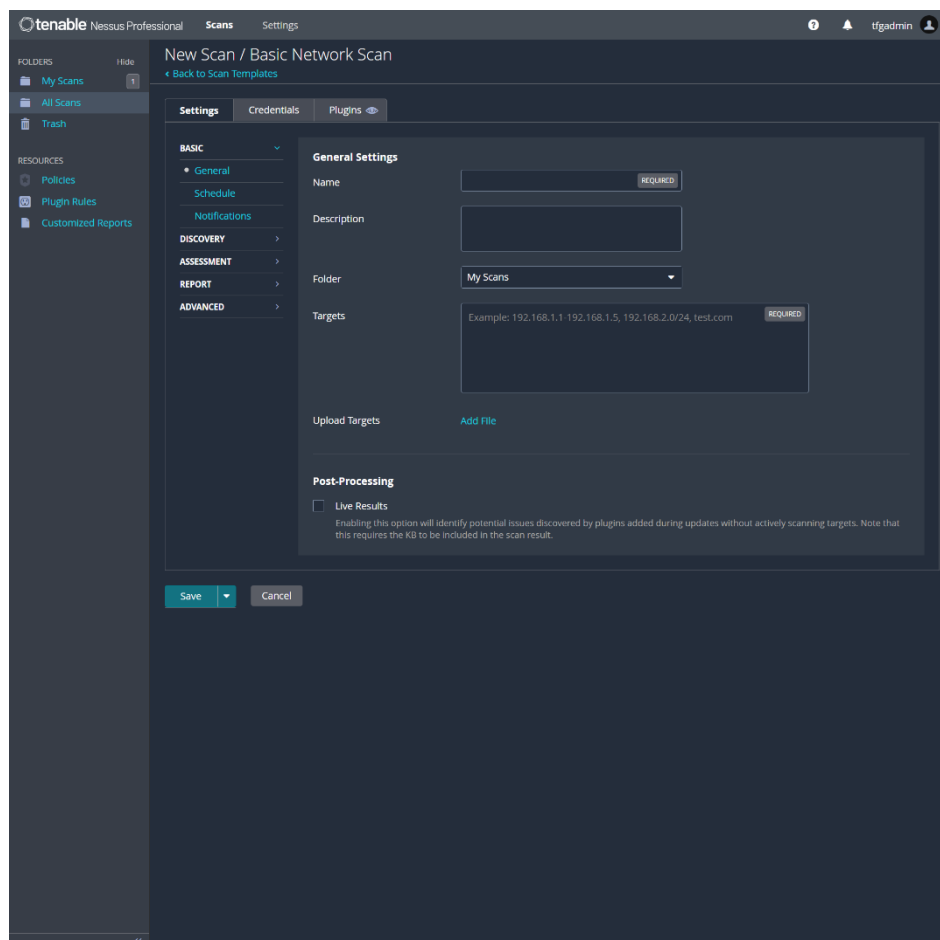 tenable Nessus Professional Scans Settings tfgadmin
FOLDERS Hide
My Scans 1
All Scans
Trash
RESOURCES
Policies
Plugin Rules
Customized Reports
New Scan / Basic Network Scan
Back to Scan Templates
Settings Credentials Plugins
BASIC
General
Schedule
Notifications
DISCOVERY
ASSESSMENT
REPORT
ADVANCED
General Settings
Name REQUIRED
Description
Folder My Scans
Targets Example: 192.168.1.1-192.168.1.5, 192.168.2.0/24, test.com REQUIRED
Upload Targets Add File
Post-Processing
Live Results
Enabling this option will identify potential issues discovered by plugins added during updates without actively scanning targets. Note that
this requires the KB to be included in the scan result.
Save Cancel